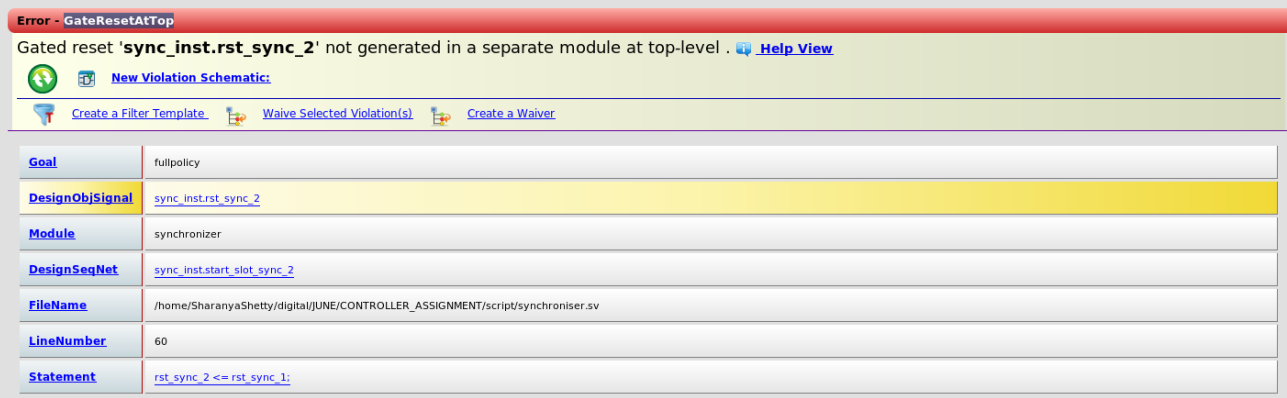 Error - GateResetAtTop
Gated reset 'sync_inst.rst_sync_2' not generated in a separate module at top-level . Help View
New Violation Schematic:
Create a Filter Template Waive Selected Violation(s) Create a Waiver
Goal fullpolicy
DesignObjSignal sync_inst.rst_sync_2
Module synchronizer
DesignSeqNet sync_inst.start_slot_sync_2
FileName /home/SharanyaShetty/digital/JUNE/CONTROLLER_ASSIGNMENT/script/synchroniser.sv
LineNumber 60
Statement rst_sync_2 <= rst_sync_1;